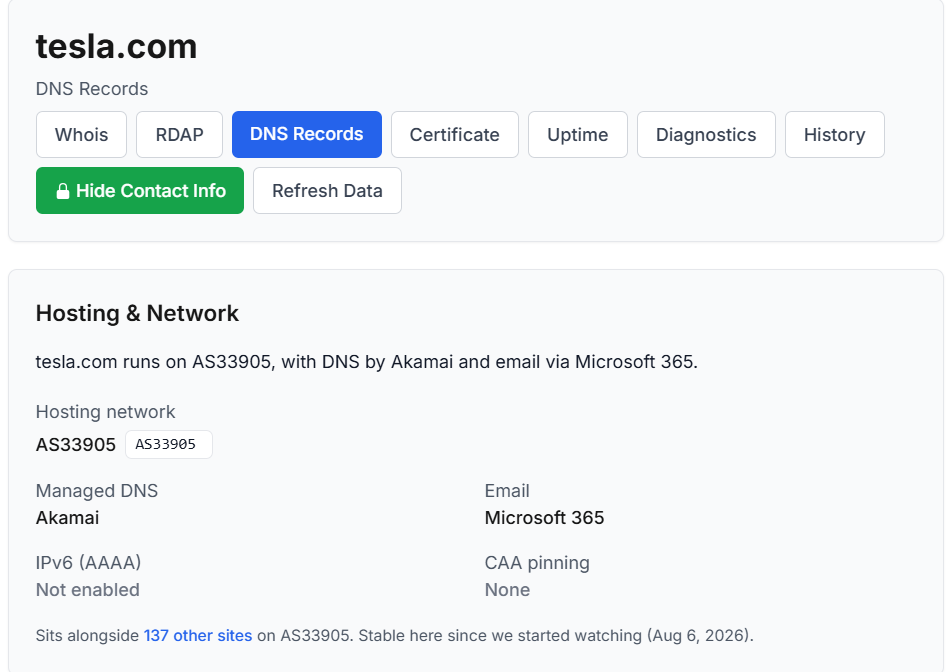 tesla.com
DNS Records
Whois RDAP DNS Records Certificate Uptime Diagnostics History
Hide Contact Info Refresh Data
Hosting & Network
tesla.com runs on AS33905, with DNS by Akamai and email via Microsoft 365.
Hosting network
AS33905 AS33905
Managed DNS Email
Akamai Microsoft 365
IPv6 (AAAA) CAA pinning
Not enabled None
Sits alongside 137 other sites on AS33905. Stable here since we started watching (Aug 6, 2026).